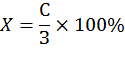 X = C/3 × 100%